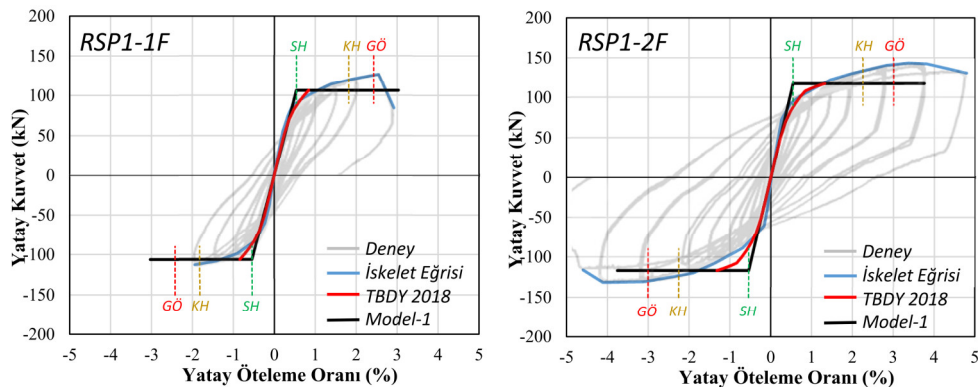 RSP1-1F
SH
KH
GÖ
200
150
100
50
0
-50
-100
-150
-200
Yatay Kuvvet (kN)
GÖ
KH
SH
Deney
İskelet Eğrisi
TBDY 2018
Model-1
-5 -4 -3 -2 -1 0 1 2 3 4 5
Yatay Öteleme Oranı (%)
RSP1-2F
SH
KH
GÖ
200
150
100
50
0
-50
-100
-150
-200
Yatay Kuvvet (kN)
GÖ
KH
SH
Deney
İskelet Eğrisi
TBDY 2018
Model-1
-5 -4 -3 -2 -1 0 1 2 3 4 5
Yatay Öteleme Oranı (%)